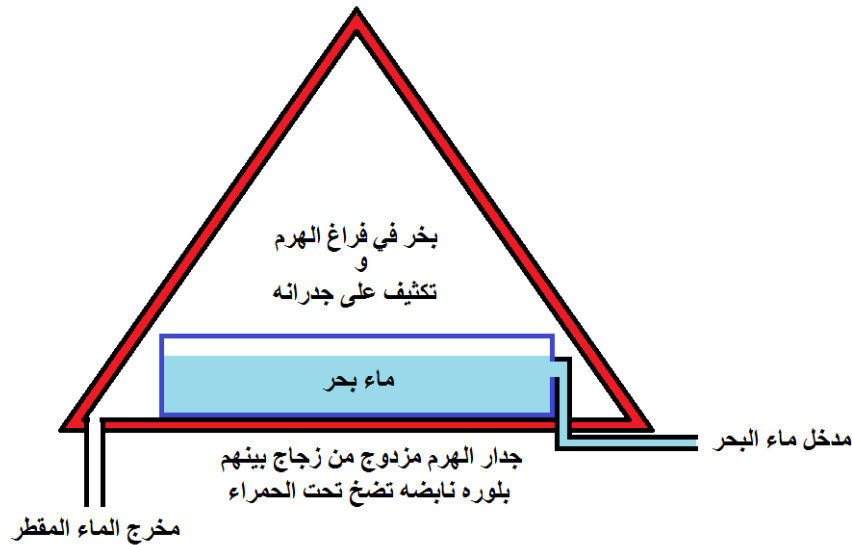 بخر في فراغ الهرم
و
تكثيف على جدرانه
ماء بحر
مدخل ماء البحر
جدار الهرم مزدوج من زجاج بينهم
بلوره نابضه تضخ تحت الحمراء
مخرج الماء المقطر